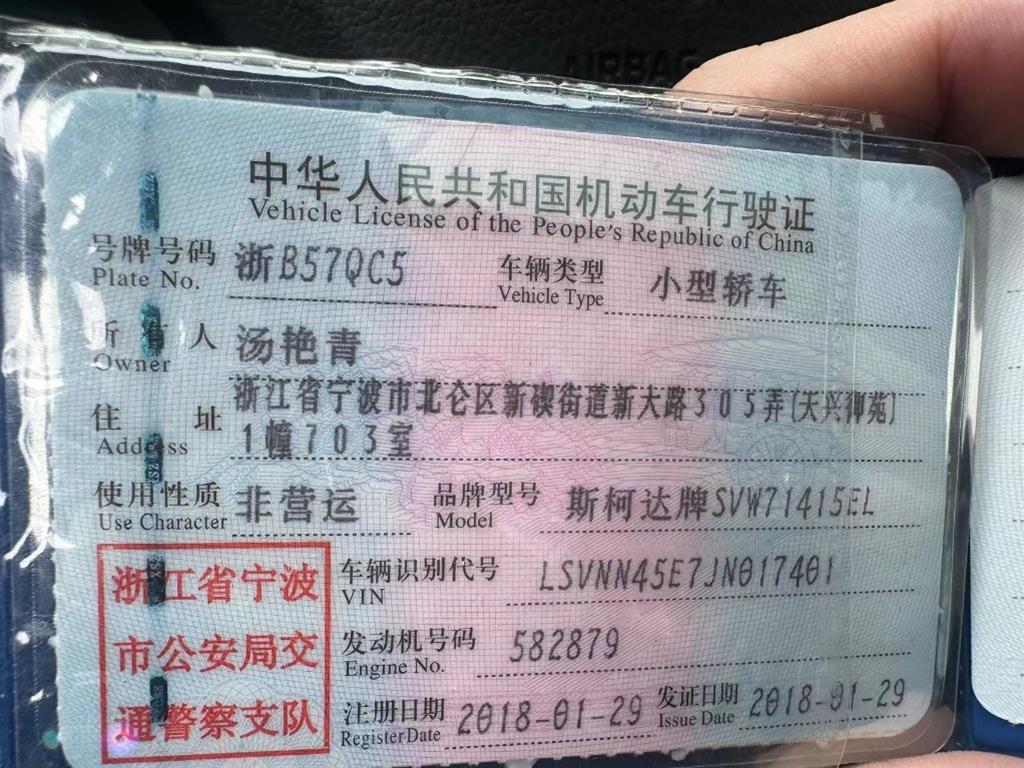 AIRBAG
中华人民共和国机动车行驶证
Vehicle License of the People's Republic of China
号牌号码 浙B57QC5 车辆类型 小型轿车
Plate No. Vehicle Type
所有人 汤艳青
Owner
浙江省宁波市北仑区新碶街道新大路305弄(天兴御苑)
住址 1幢703室
Address
使用性质 非营运 品牌型号 斯柯达牌SVW71415EL
Use Character Model
浙江省宁波
市公安局交
通警察支队
车辆识别代号 LSVNN45E7JN017401
VIN
发动机号码 582879
Engine No.
注册日期 2018-01-29 发证日期 2018-01-29
Register Date Issue Date